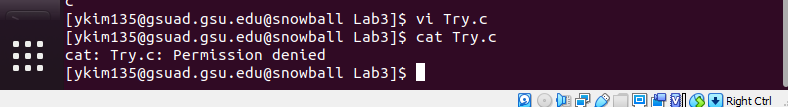 c
[ykim135@gsuad.gsu.edu@snowball Lab3]$ vi Try.c
[ykim135@gsuad.gsu.edu@snowball Lab3]$ cat Try.c
cat: Try.c: Permission denied
[ykim135@gsuad.gsu.edu@snowball Lab3]$
Right Ctrl